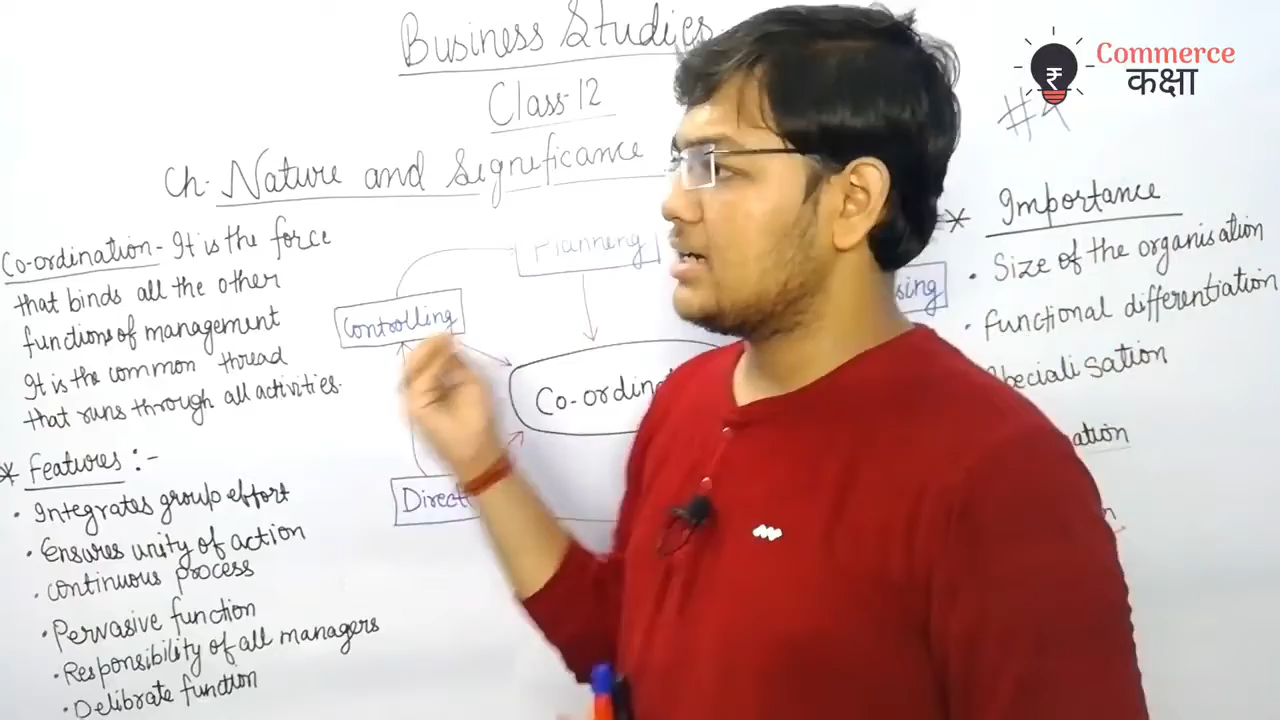 Business Studies
Class-12
Ch. Nature and Significance
#4
Commerce
कक्षा
₹
Co-ordination - It is the force
that binds all the other
functions of management
It is the common thread
that runs through all activities.
* Features :-
• Integrates group effort
• Ensures unity of action
• continuous process
• Pervasive function
• Responsibility of all managers
• Delibrate function
Planning
Controlling
Co-ordin
Direct
sing
* Importance
• Size of the organisation
• Functional differentiation
Specialisation
ation